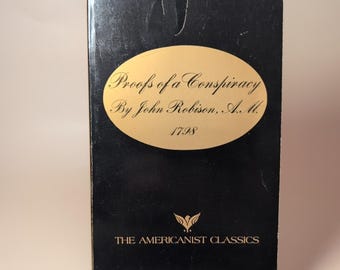 Proofs of a Conspiracy
By John Robison, A.M.
1798
THE AMERICANIST CLASSICS